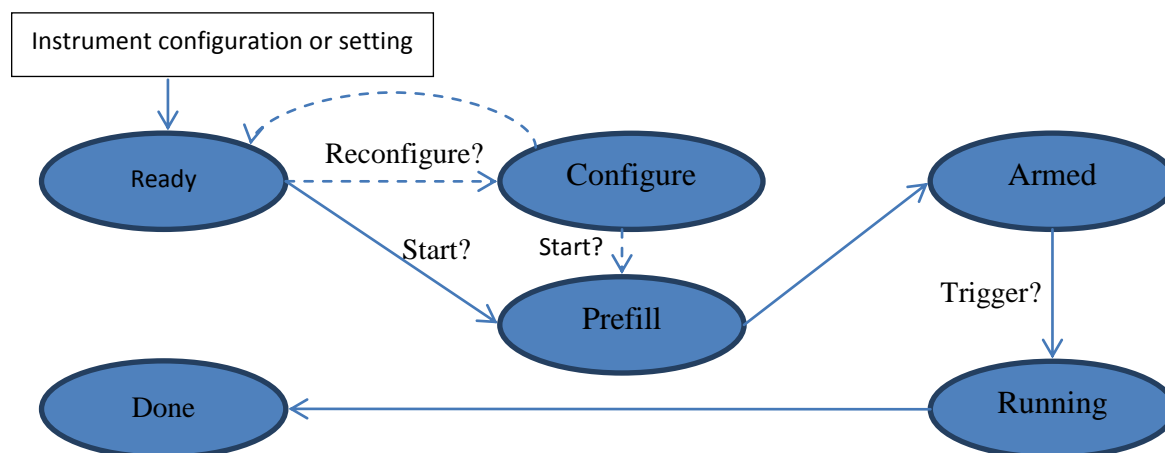 Instrument configuration or setting
Reconfigure?
Ready
Configure
Armed
Start?
Start?
Trigger?
Prefill
Done
Running